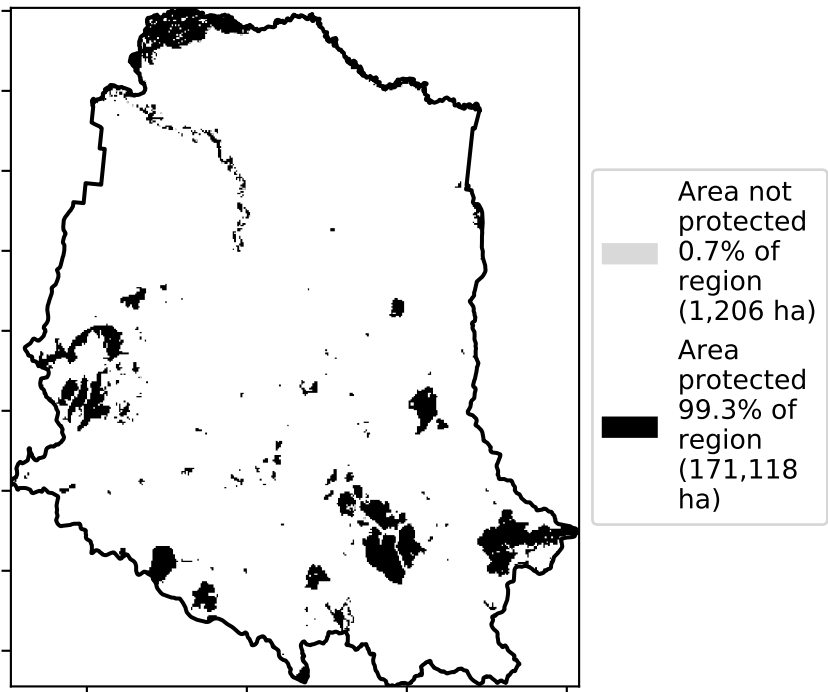 Area not
protected
0.7% of
region
(1,206 ha)
Area
protected
99.3% of
region
(171,118
ha)